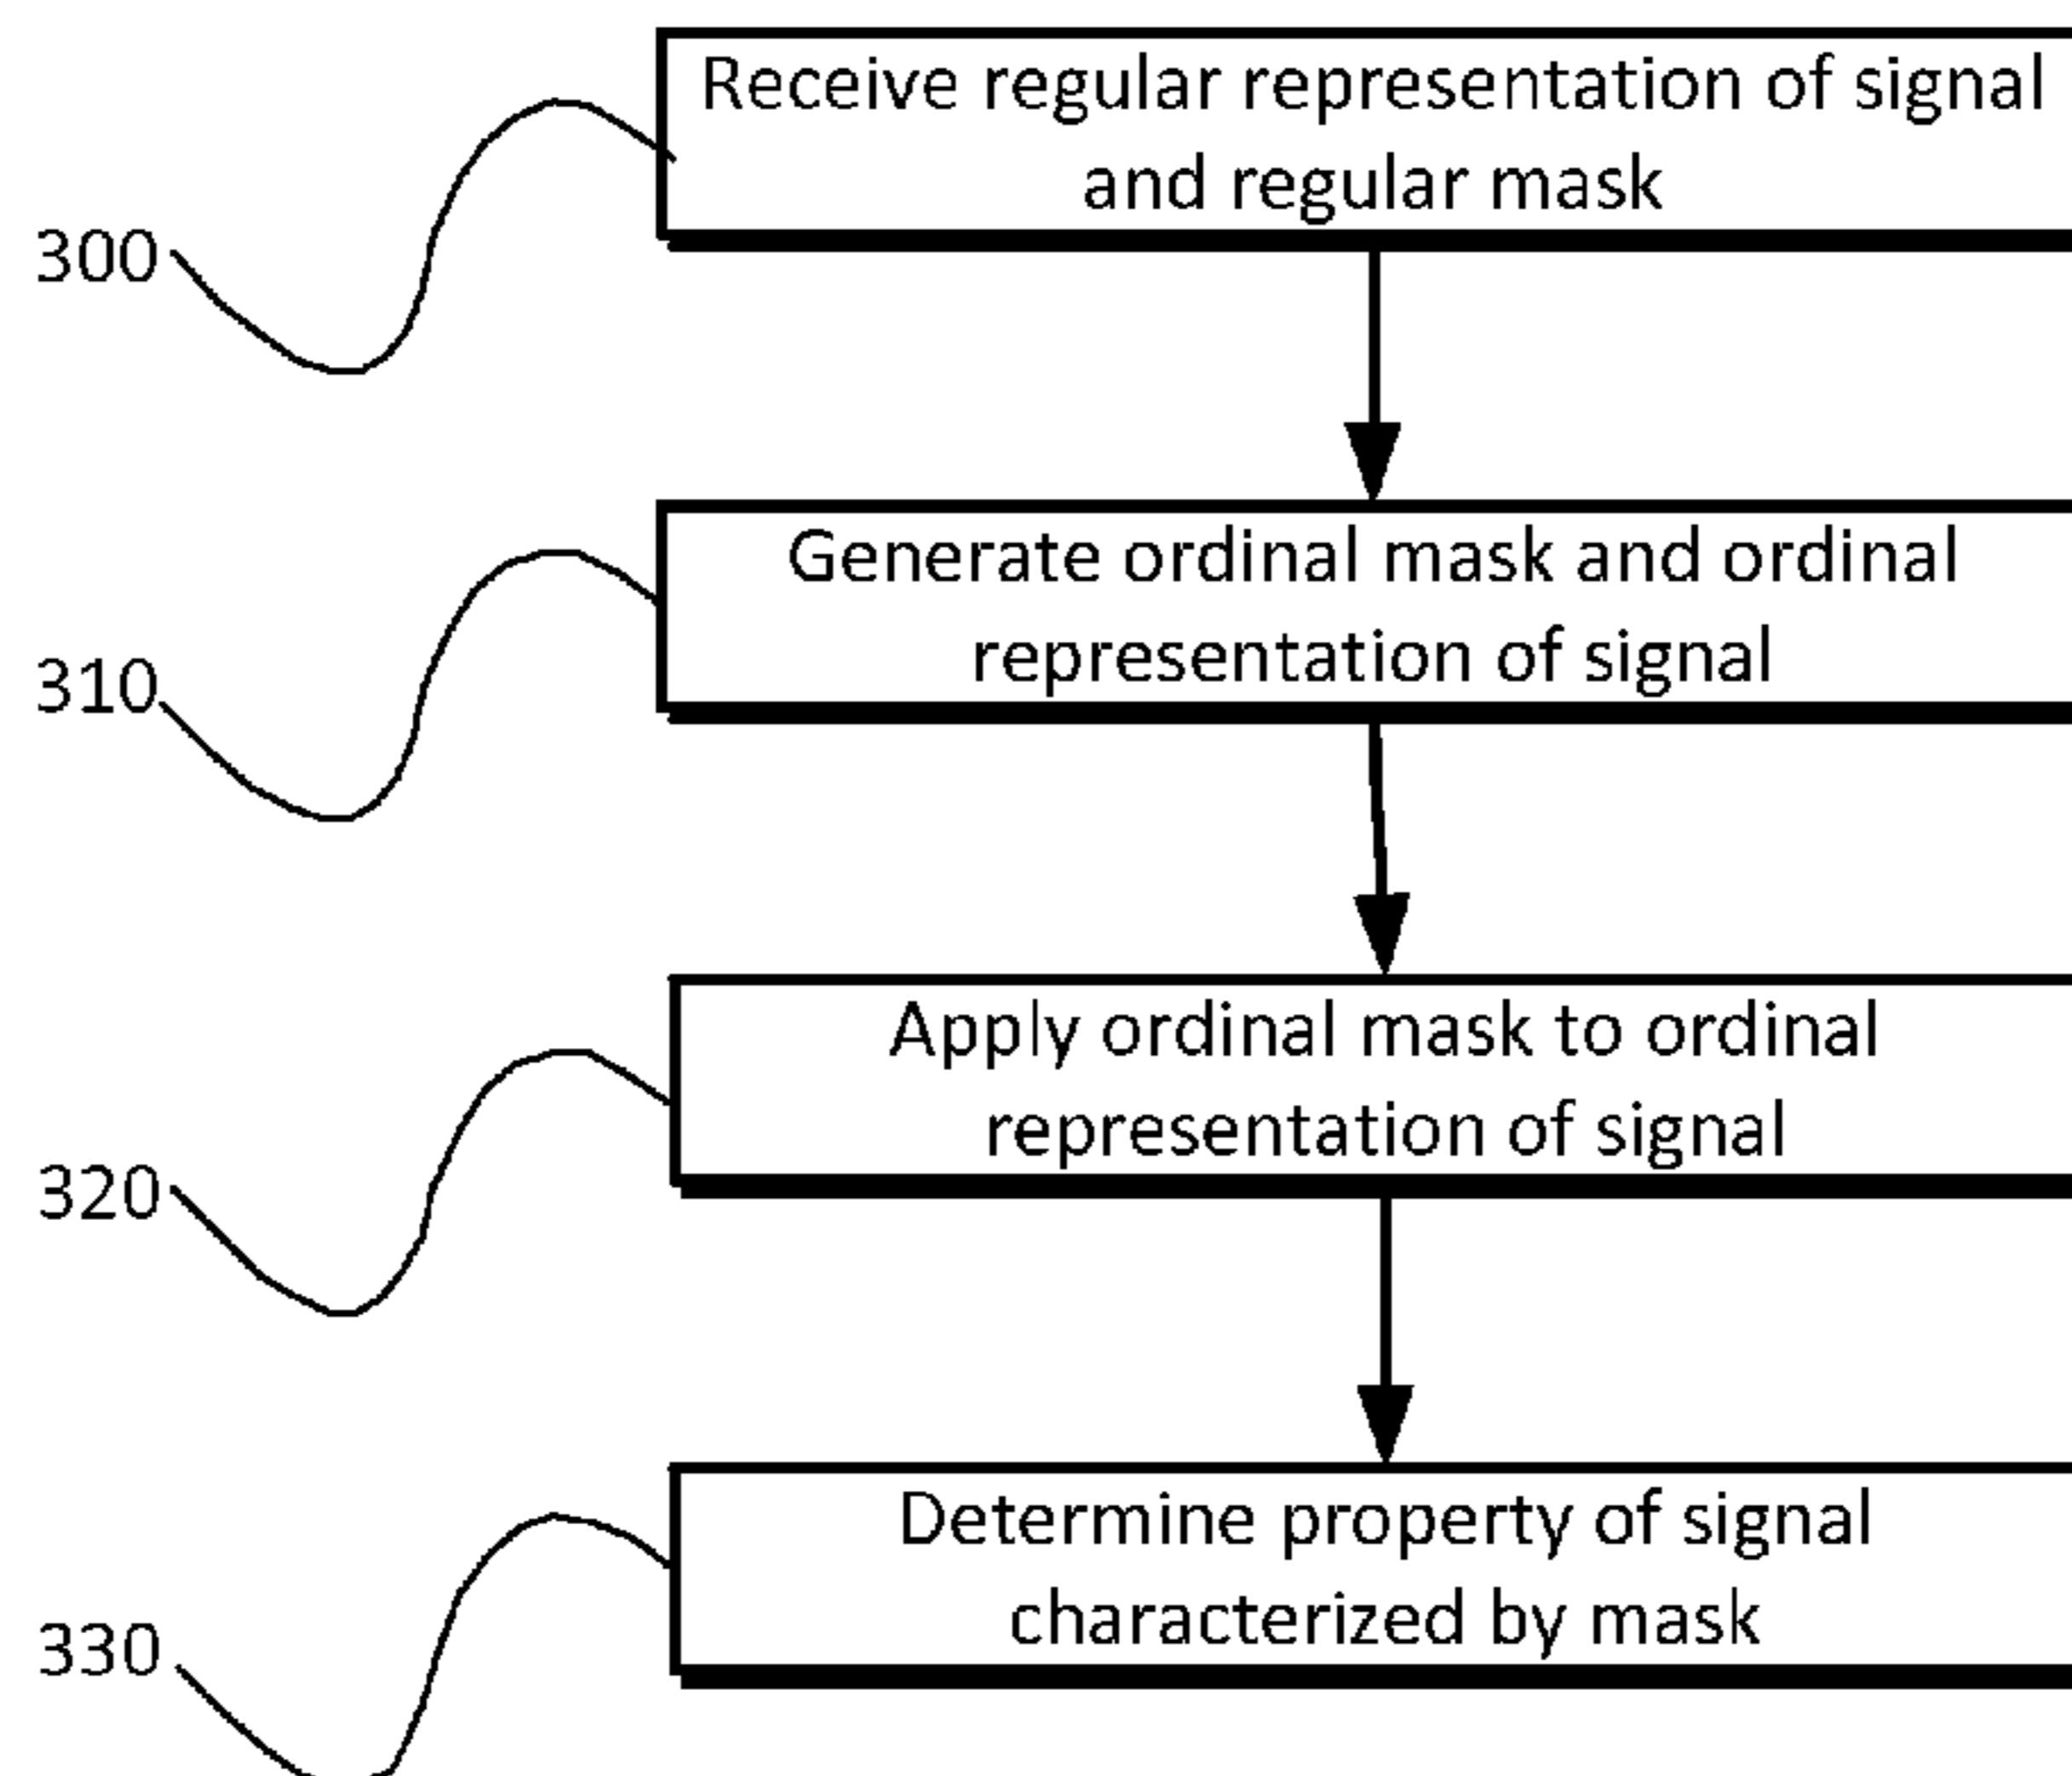 Receive regular representation of signal
and regular mask
300
Generate ordinal mask and ordinal
representation of signal
310
Apply ordinal mask to ordinal
representation of signal
320
Determine property of signal
characterized by mask
330